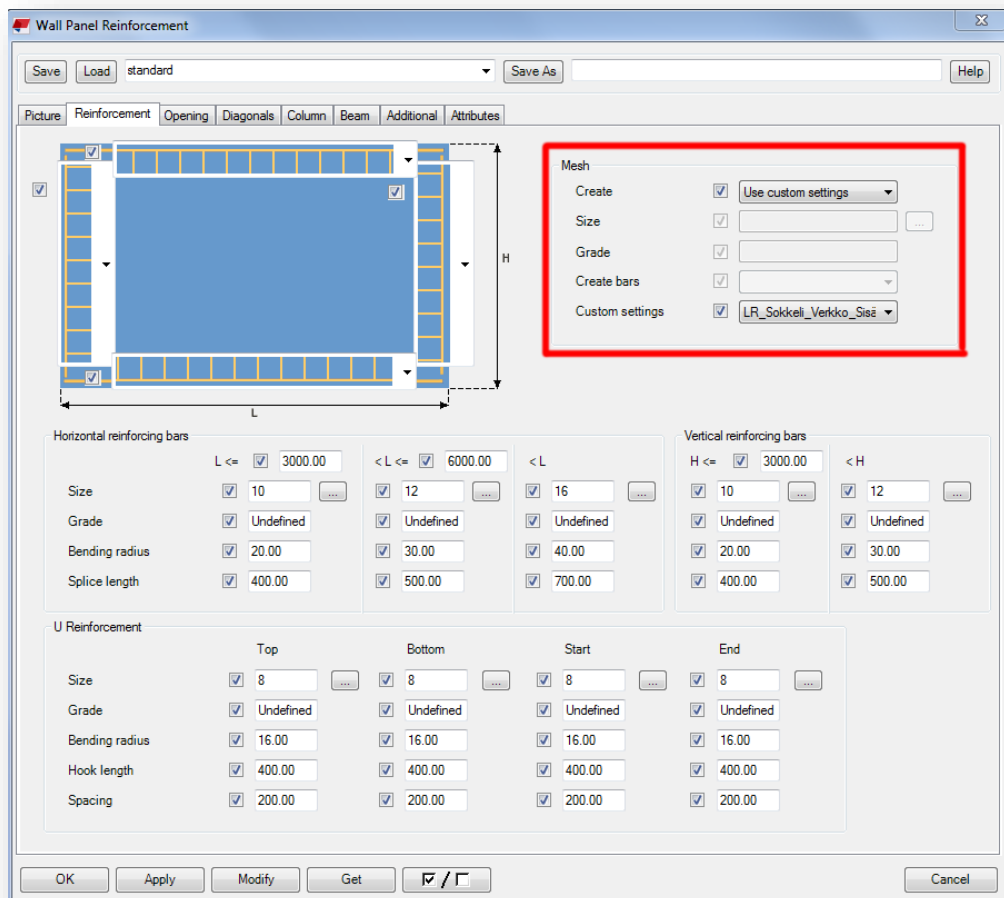 Wall Panel Reinforcement
Save Load standard Save As Help
Picture Reinforcement Opening Diagonals Column Beam Additional Attributes
H
L
Mesh
Create Use custom settings
Size ...
Grade
Create bars
Custom settings LR_Sokkeli_Verkko_Sisä
Horizontal reinforcing bars
L <= 3000.00 < L <= 6000.00 < L
Size 10 ... 12 ... 16 ...
Grade Undefined Undefined Undefined
Bending radius 20.00 30.00 40.00
Splice length 400.00 500.00 700.00
Vertical reinforcing bars
H <= 3000.00 < H
10 ... 12 ...
Undefined Undefined
20.00 30.00
400.00 500.00
U Reinforcement
Top Bottom Start End
Size 8 ... 8 ... 8 ... 8 ...
Grade Undefined Undefined Undefined Undefined
Bending radius 16.00 16.00 16.00 16.00
Hook length 400.00 400.00 400.00 400.00
Spacing 200.00 200.00 200.00 200.00
OK Apply Modify Get / Cancel